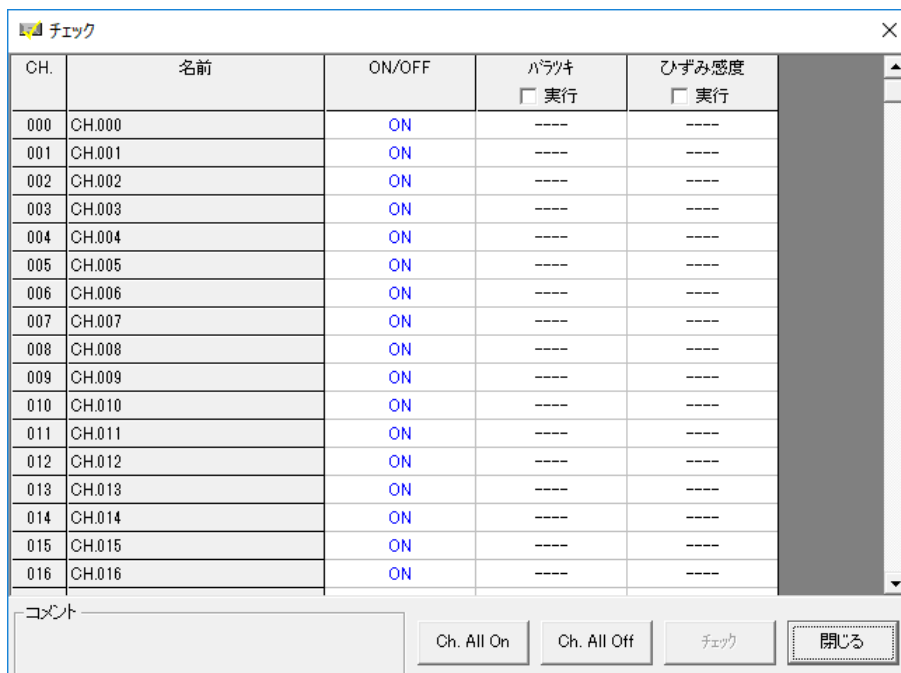 チェック
CH. 名前 ON/OFF バラツキ ひずみ感度
実行 実行
000 CH.000 ON ---- ----
001 CH.001 ON ---- ----
002 CH.002 ON ---- ----
003 CH.003 ON ---- ----
004 CH.004 ON ---- ----
005 CH.005 ON ---- ----
006 CH.006 ON ---- ----
007 CH.007 ON ---- ----
008 CH.008 ON ---- ----
009 CH.009 ON ---- ----
010 CH.010 ON ---- ----
011 CH.011 ON ---- ----
012 CH.012 ON ---- ----
013 CH.013 ON ---- ----
014 CH.014 ON ---- ----
015 CH.015 ON ---- ----
016 CH.016 ON ---- ----
コメント
Ch. All On Ch. All Off チェック 閉じる